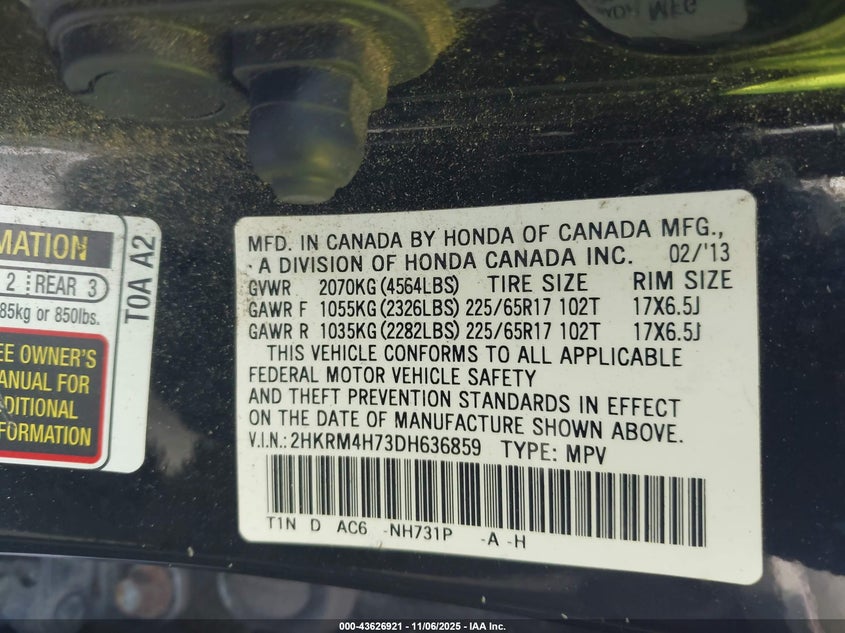 MFG
MATION
2 REAR 3
85kg or 850lbs.
EE OWNER'S
ANUAL FOR
DDITIONAL
FORMATION
T0A A2
MFD. IN CANADA BY HONDA OF CANADA MFG.,
A DIVISION OF HONDA CANADA INC. 02/'13
GVWR 2070KG(4564LBS) TIRE SIZE RIM SIZE
GAWR F 1055KG(2326LBS) 225/65R17 102T 17X6.5J
GAWR R 1035KG(2282LBS) 225/65R17 102T 17X6.5J
THIS VEHICLE CONFORMS TO ALL APPLICABLE
FEDERAL MOTOR VEHICLE SAFETY
AND THEFT PREVENTION STANDARDS IN EFFECT
ON THE DATE OF MANUFACTURE SHOWN ABOVE.
V.I.N.: 2HKRM4H73DH636859 TYPE: MPV
T1N D AC6 -NH731P -A -H
000-43626921 - 11/06/2025 - IAA Inc.